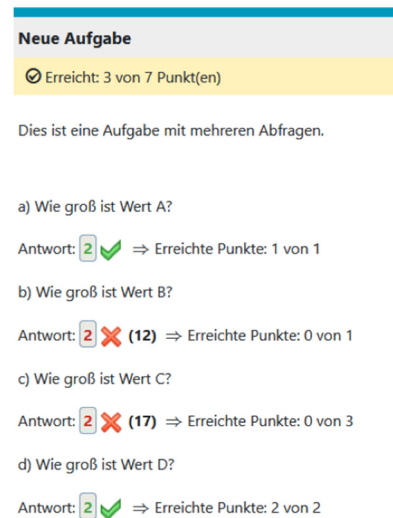 Neue Aufgabe
Erreicht: 3 von 7 Punkt(en)
Dies ist eine Aufgabe mit mehreren Abfragen.
a) Wie groß ist Wert A?
Antwort: 2 ⇒ Erreichte Punkte: 1 von 1
b) Wie groß ist Wert B?
Antwort: 2 (12) ⇒ Erreichte Punkte: 0 von 1
c) Wie groß ist Wert C?
Antwort: 2 (17) ⇒ Erreichte Punkte: 0 von 3
d) Wie groß ist Wert D?
Antwort: 2 ⇒ Erreichte Punkte: 2 von 2